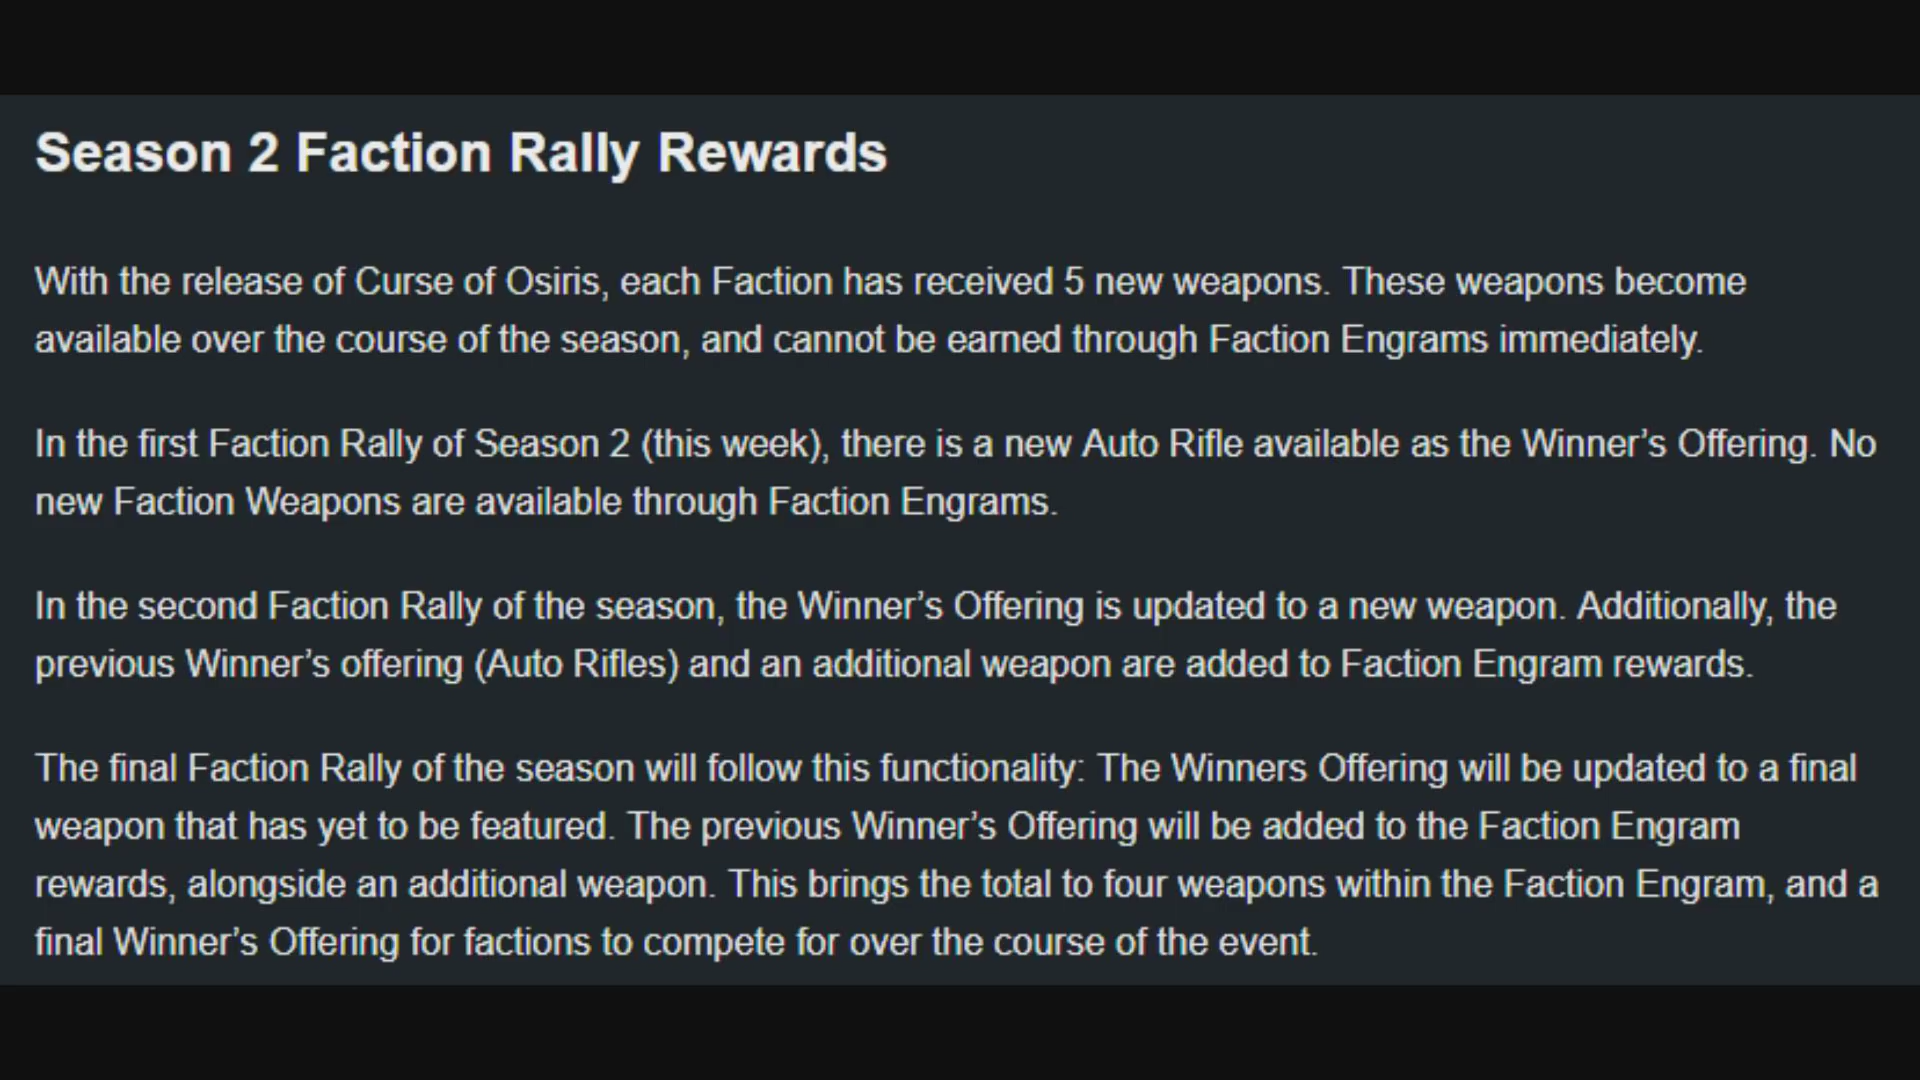 Season 2 Faction Rally Rewards
With the release of Curse of Osiris, each Faction has received 5 new weapons. These weapons become
available over the course of the season, and cannot be earned through Faction Engrams immediately.
In the first Faction Rally of Season 2 (this week), there is a new Auto Rifle available as the Winner’s Offering. No
new Faction Weapons are available through Faction Engrams.
In the second Faction Rally of the season, the Winner’s Offering is updated to a new weapon. Additionally, the
previous Winner’s offering (Auto Rifles) and an additional weapon are added to Faction Engram rewards.
The final Faction Rally of the season will follow this functionality: The Winners Offering will be updated to a final
weapon that has yet to be featured. The previous Winner’s Offering will be added to the Faction Engram
rewards, alongside an additional weapon. This brings the total to four weapons within the Faction Engram, and a
final Winner’s Offering for factions to compete for over the course of the event.